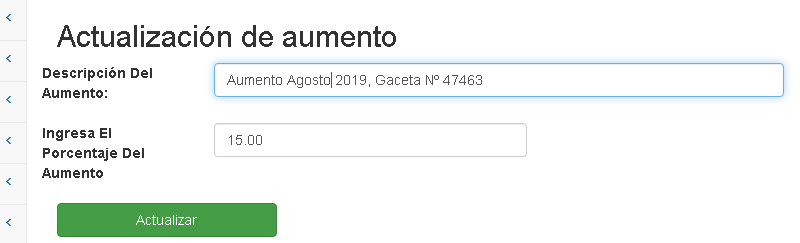 Actualización de aumento
Descripción Del
Aumento:
Aumento Agosto 2019, Gaceta Nº 47463
Ingresa El
Porcentaje Del
Aumento
15.00
Actualizar